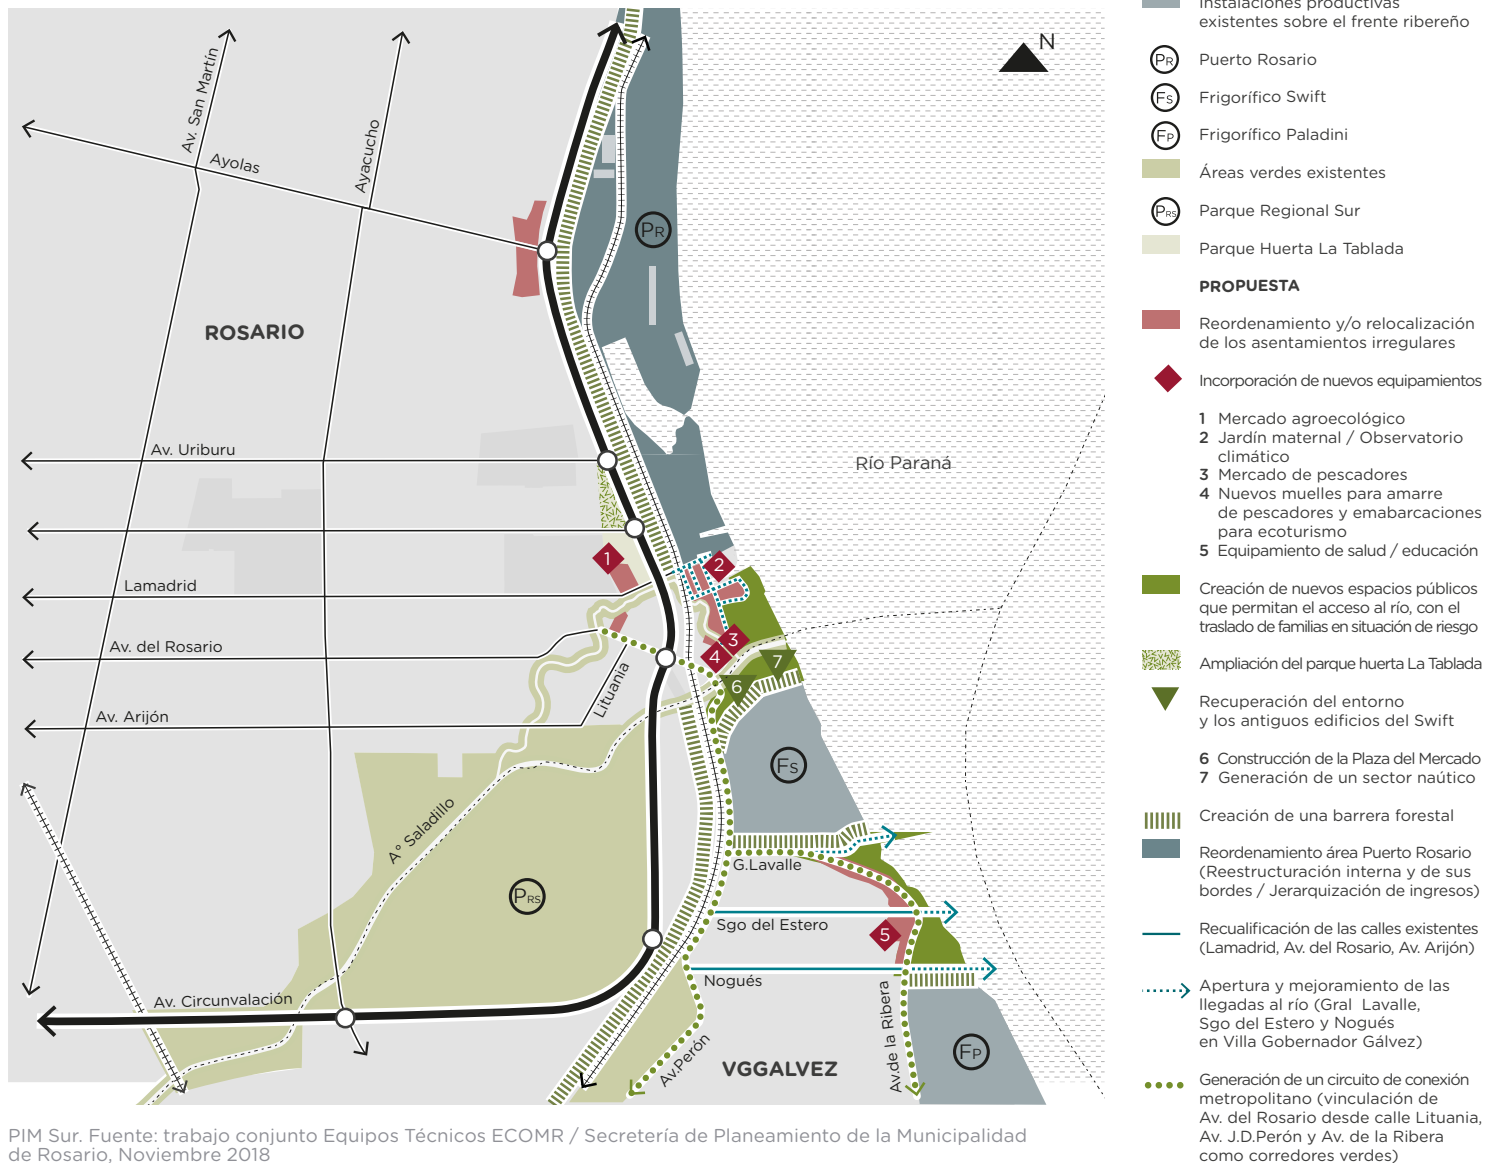 N
Av. San Martín
Ayolas
Ayacucho
PR
ROSARIO
Av. Uriburu
Río Paraná
1
2
Lamadrid
Av. del Rosario
3
4
7
6
Lituania
Av. Arijón
FS
A° Saladillo
G.Lavalle
PRS
Sgo del Estero
5
Nogués
Av. Circunvalación
Av.de la Ribera
Av.Perón
VGGALVEZ
FP
Instalaciones productivas
existentes sobre el frente ribereño
PR Puerto Rosario
FS Frigorífico Swift
FP Frigorífico Paladini
Áreas verdes existentes
PRS Parque Regional Sur
Parque Huerta La Tablada
PROPUESTA
Reordenamiento y/o relocalización
de los asentamientos irregulares
Incorporación de nuevos equipamientos
1 Mercado agroecológico
2 Jardín maternal / Observatorio
climático
3 Mercado de pescadores
4 Nuevos muelles para amarre
de pescadores y emabarcaciones
para ecoturismo
5 Equipamiento de salud / educación
Creación de nuevos espacios públicos
que permitan el acceso al río, con el
traslado de familias en situación de riesgo
Ampliación del parque huerta La Tablada
Recuperación del entorno
y los antiguos edificios del Swift
6 Construcción de la Plaza del Mercado
7 Generación de un sector naútico
Creación de una barrera forestal
Reordenamiento área Puerto Rosario
(Reestructuración interna y de sus
bordes / Jerarquización de ingresos)
Recualificación de las calles existentes
(Lamadrid, Av. del Rosario, Av. Arijón)
Apertura y mejoramiento de las
llegadas al río (Gral Lavalle,
Sgo del Estero y Nogués
en Villa Gobernador Gálvez)
Generación de un circuito de conexión
metropolitano (vinculación de
Av. del Rosario desde calle Lituania,
Av. J.D.Perón y Av. de la Ribera
como corredores verdes)
PIM Sur. Fuente: trabajo conjunto Equipos Técnicos ECOMR / Secretería de Planeamiento de la Municipalidad
de Rosario, Noviembre 2018